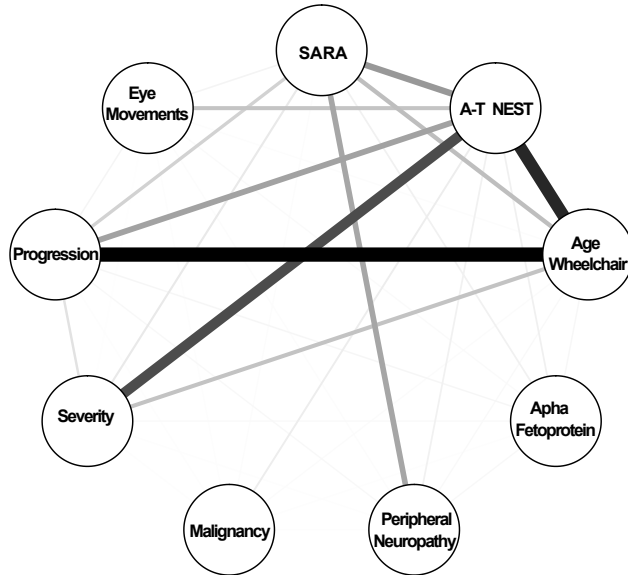 SARA
Eye
Movements
A-T NEST
Progression
Age
Wheelchair
Severity
Apha
Fetoprotein
Malignancy
Peripheral
Neuropathy